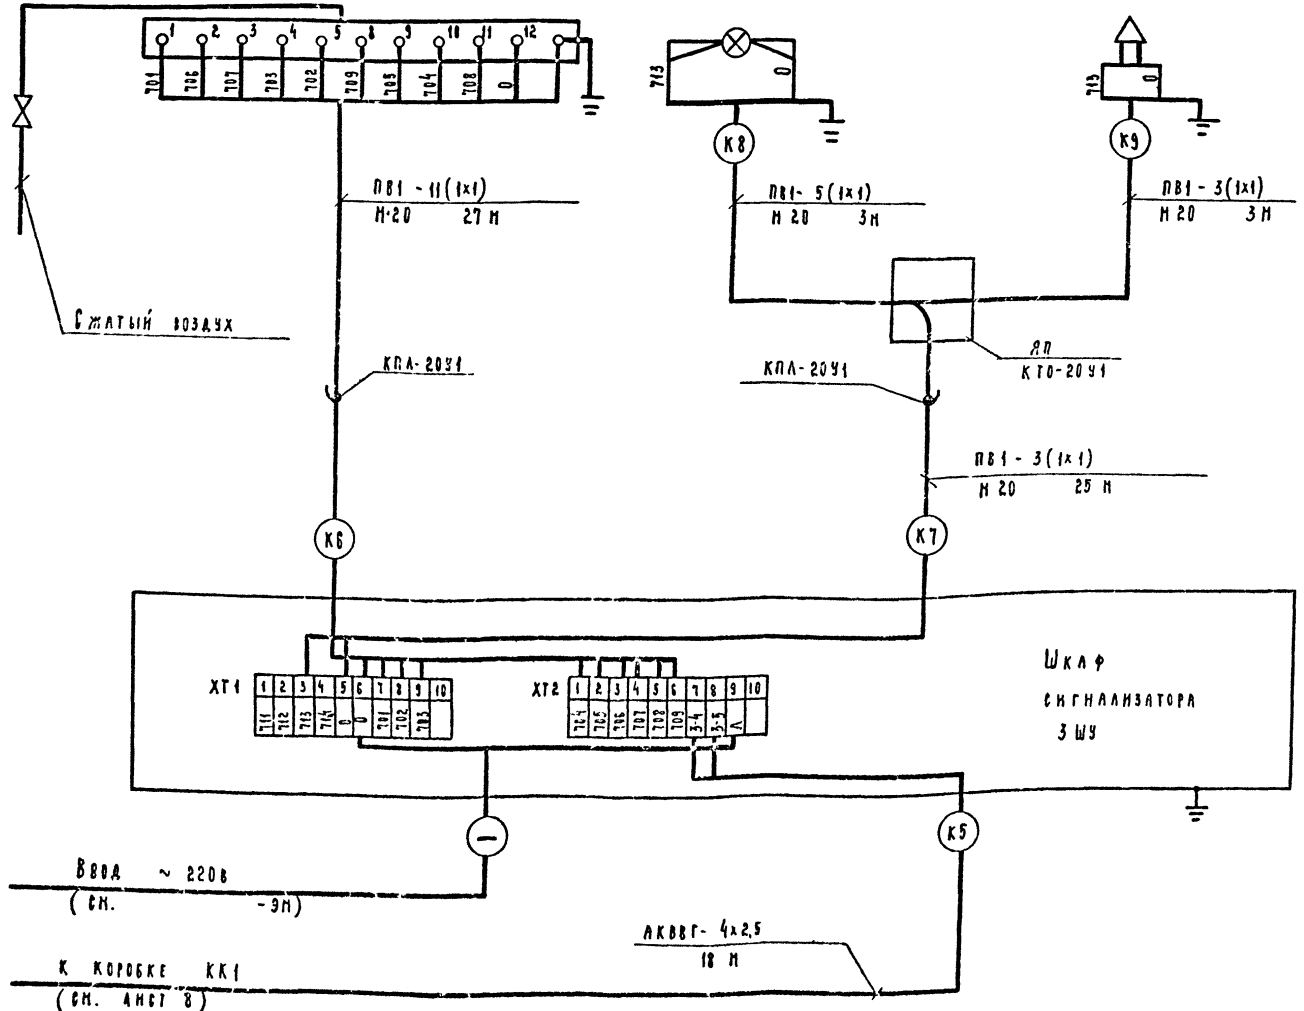 1 2 3 4 5 8 9 10 11 12
701 706 707 703 702 709 705 704 708 0
713 0
713 0
К8
К9
ПВ1 - 11(1х1)
М-20 27 м
ПВ1- 5(1х1)
М 20 3м
ПВ1- 3(1х1)
М 20 3м
Сжатый воздух
ЯП
КТО-20У1
КПЛ-20У1
КПЛ-20У1
ПВ1 - 3(1х1)
М 20 25 м
К6
К7
Шкаф
сигнализатора
ЗШУ
ХТ1 1 2 3 4 5 6 7 8 9 10
711 712 713 714 0 0 701 702 703
ХТ2 1 2 3 4 5 6 7 8 9 10
704 705 706 707 708 709 3-4 3-5 Л
К5
Ввод ~ 220в
(см. -ЭМ)
АКВВГ- 4х2,5
18 м
К коробке КК1
(см. лист 8)